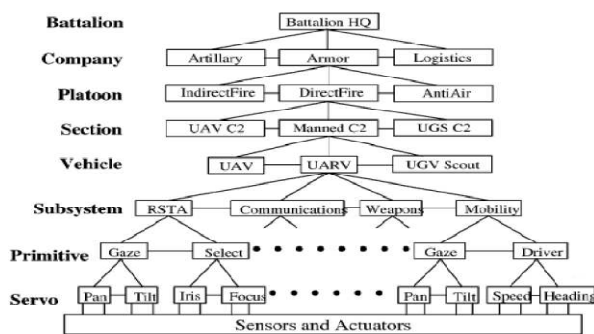 Battalion Battalion HQ
Company Artillary Armor Logistics
Platoon IndirectFire DirectFire AntiAir
Section UAV C2 Manned C2 UGS C2
Vehicle UAV UARV UGV Scout
Subsystem RSTA Communications Weapons Mobility
Primitive Gaze Select Gaze Driver
Servo Pan Tilt Iris Focus Pan Tilt Speed Heading
Sensors and Actuators